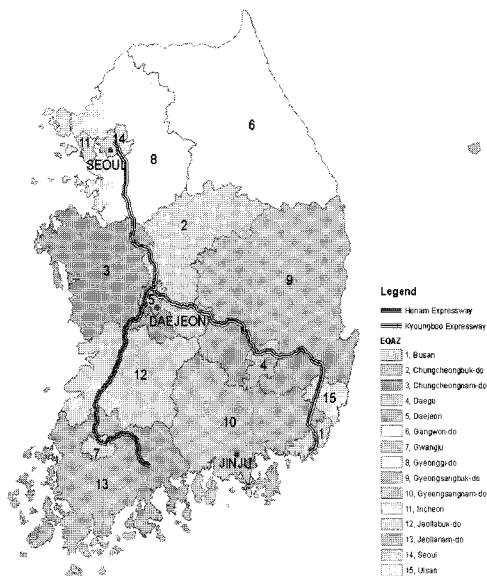 6
14
11
SEOUL
8
2
3
9
5
DAEJEON
4
12
15
10
7
JINJU
13
Legend
Honam Expressway
Kyoungboo Expressway
EQAZ
1, Busan
2, Chungcheongbuk-do
3, Chungcheongnam-do
4, Daegu
5, Daejeon
6, Gangwon-do
7, Gwangju
8, Gyeonggi-do
9, Gyeongsangbuk-do
10, Gyeongsangnam-do
11, Incheon
12, Jeollabuk-do
13, Jeollanam-do
14, Seoul
15, Ulsan